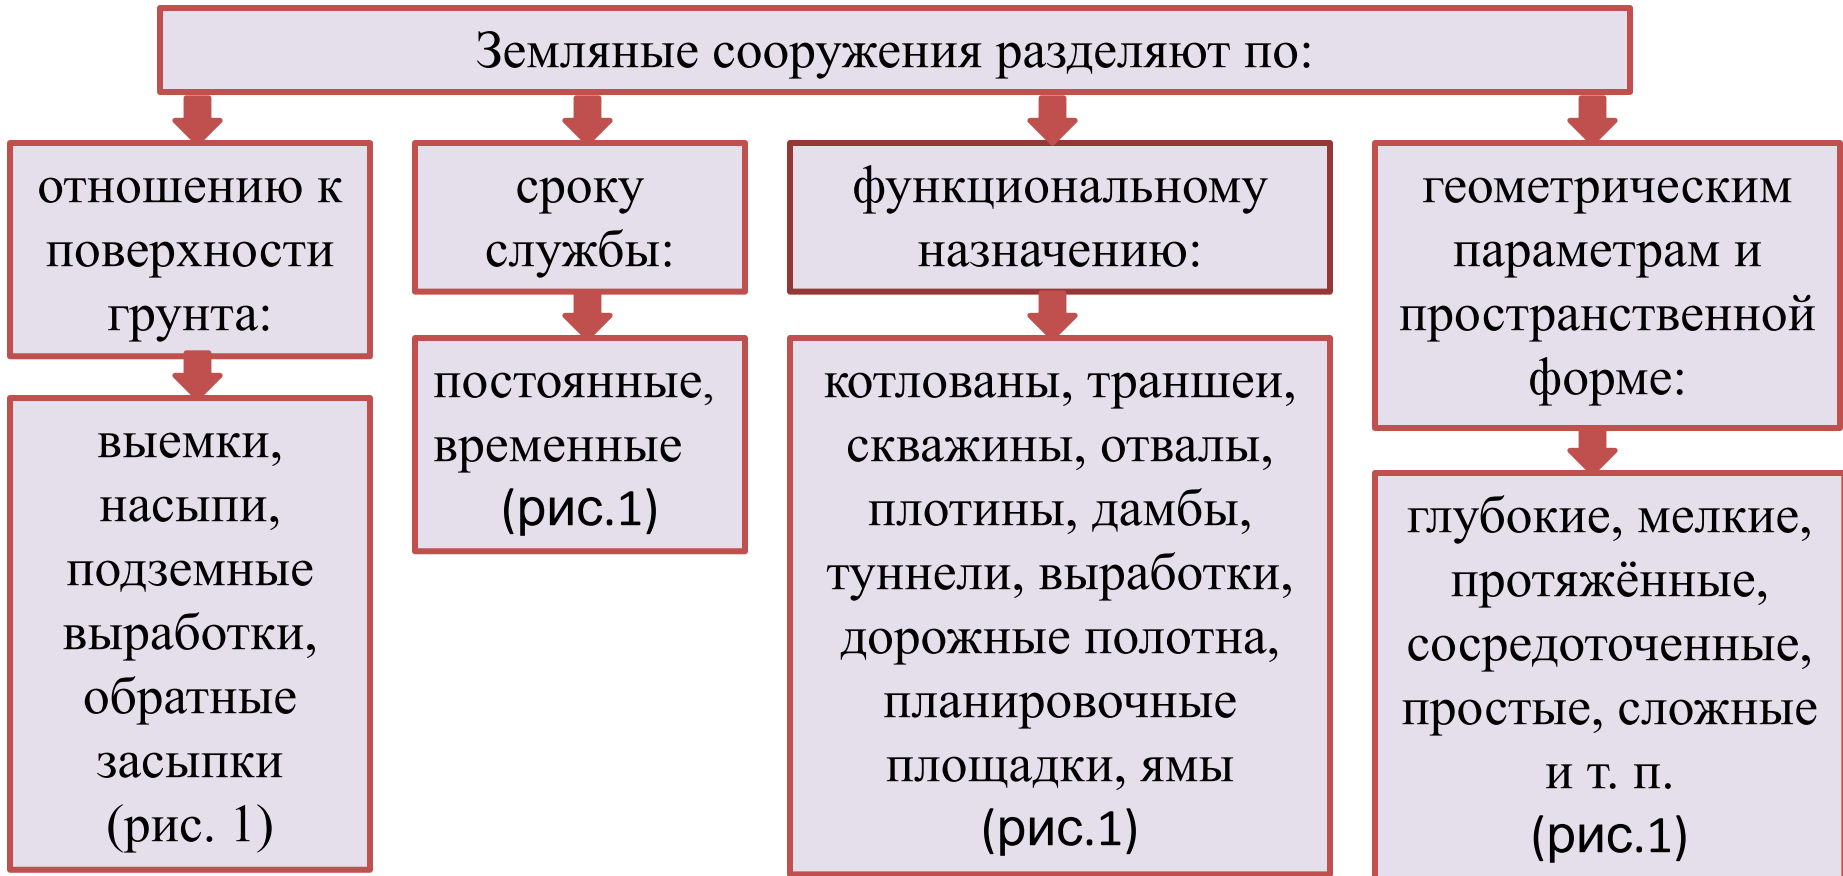 Земляные сооружения разделяют по:
отношению к
поверхности
грунта:
выемки,
насыпи,
подземные
выработки,
обратные
засыпки
(рис. 1)
сроку
службы:
постоянные,
временные
(рис.1)
функциональному
назначению:
котлованы, траншеи,
скважины, отвалы,
плотины, дамбы,
туннели, выработки,
дорожные полотна,
планировочные
площадки, ямы
(рис.1)
геометрическим
параметрам и
пространственной
форме:
глубокие, мелкие,
протяжённые,
сосредоточенные,
простые, сложные
и т. п.
(рис.1)